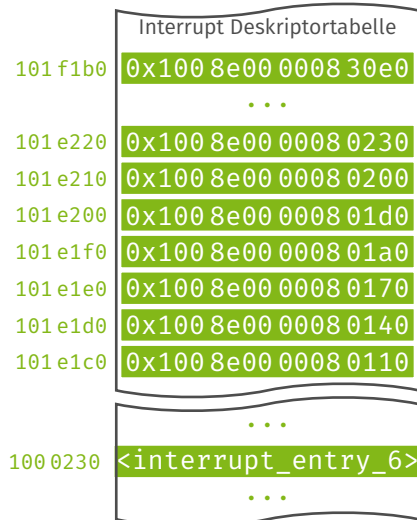 Interrupt Deskriptortabelle
101 f1b0 0x100 8e00 0008 30e0
...
101 e220 0x100 8e00 0008 0230
101 e210 0x100 8e00 0008 0200
101 e200 0x100 8e00 0008 01d0
101 e1f0 0x100 8e00 0008 01a0
101 e1e0 0x100 8e00 0008 0170
101 e1d0 0x100 8e00 0008 0140
101 e1c0 0x100 8e00 0008 0110
...
100 0230 <interrupt_entry_6>
...